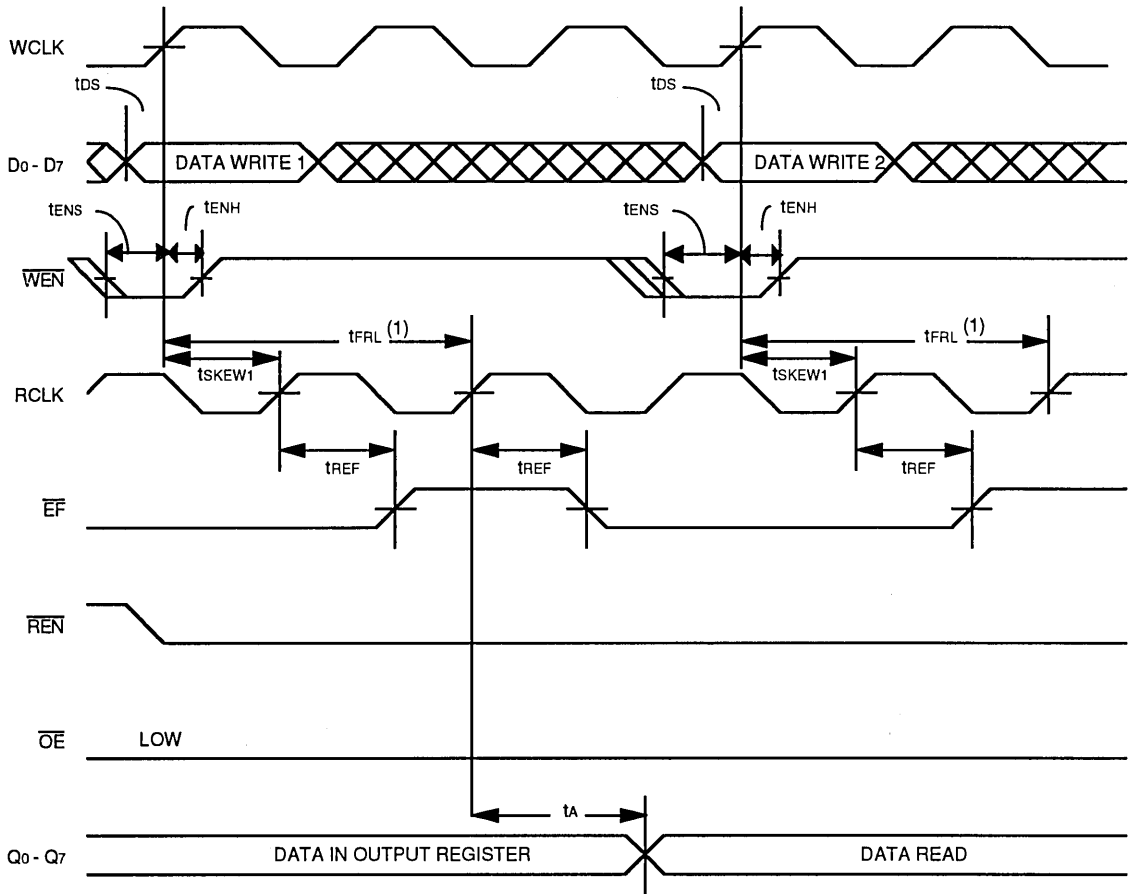 WCLK
tDS tDS
D0 - D7 DATA WRITE 1 DATA WRITE 2
tENS tENH tENS tENH
WEN
tFRL (1) tFRL (1)
tSKEW1 tSKEW1
RCLK
tREF tREF tREF
EF
REN
OE LOW
tA
Q0 - Q7 DATA IN OUTPUT REGISTER DATA READ